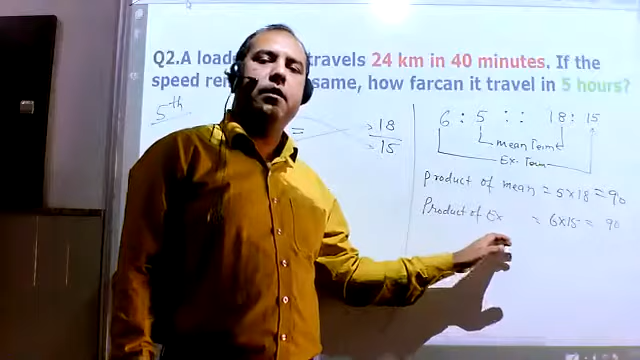 Q2.A loade travels 24 km in 40 minutes. If the
speed re same, how farcan it travel in 5 hours?
5th
= 18
15
6 : 5 : : 18 : 15
mean Term
Ex. Term
Product of mean = 5×18 = 90
Product of Ex = 6×15 = 90